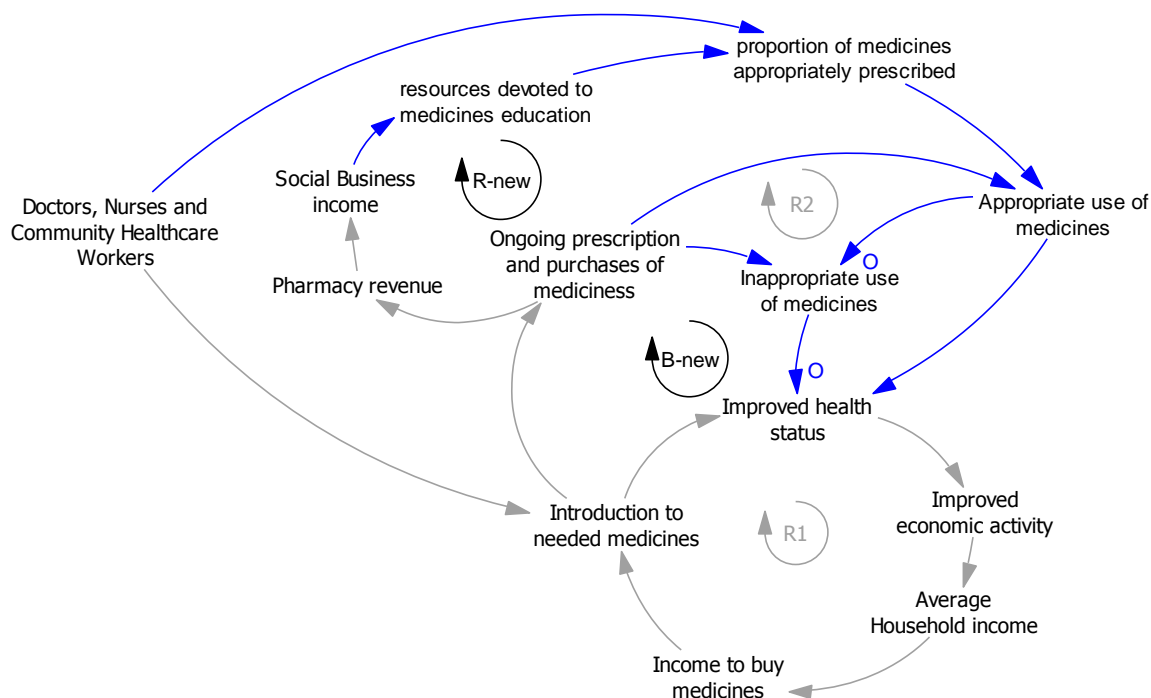 proportion of medicines
appropriately prescribed
resources devoted to
medicines education
R-new
Social Business
income
R2
Doctors, Nurses and
Community Healthcare
Workers
Appropriate use of
medicines
Ongoing prescription
and purchases of
mediciness
O
Inappropriate use
of medicines
Pharmacy revenue
B-new
O
Improved health
status
Introduction to
needed medicines
R1
Improved
economic activity
Average
Household income
Income to buy
medicines